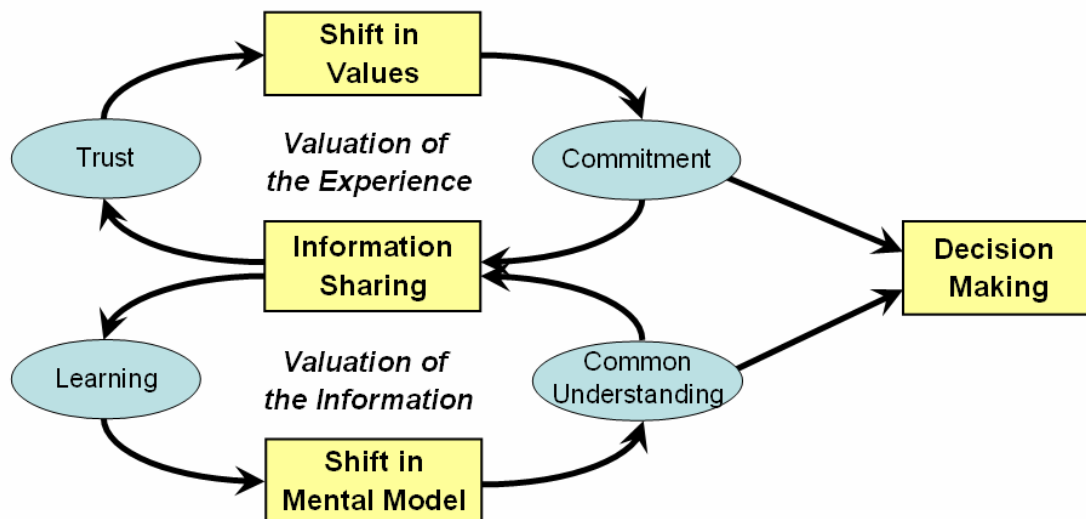 Shift in
Values
Trust
Valuation of
the Experience
Commitment
Information
Sharing
Decision
Making
Learning
Valuation of
the Information
Common
Understanding
Shift in
Mental Model